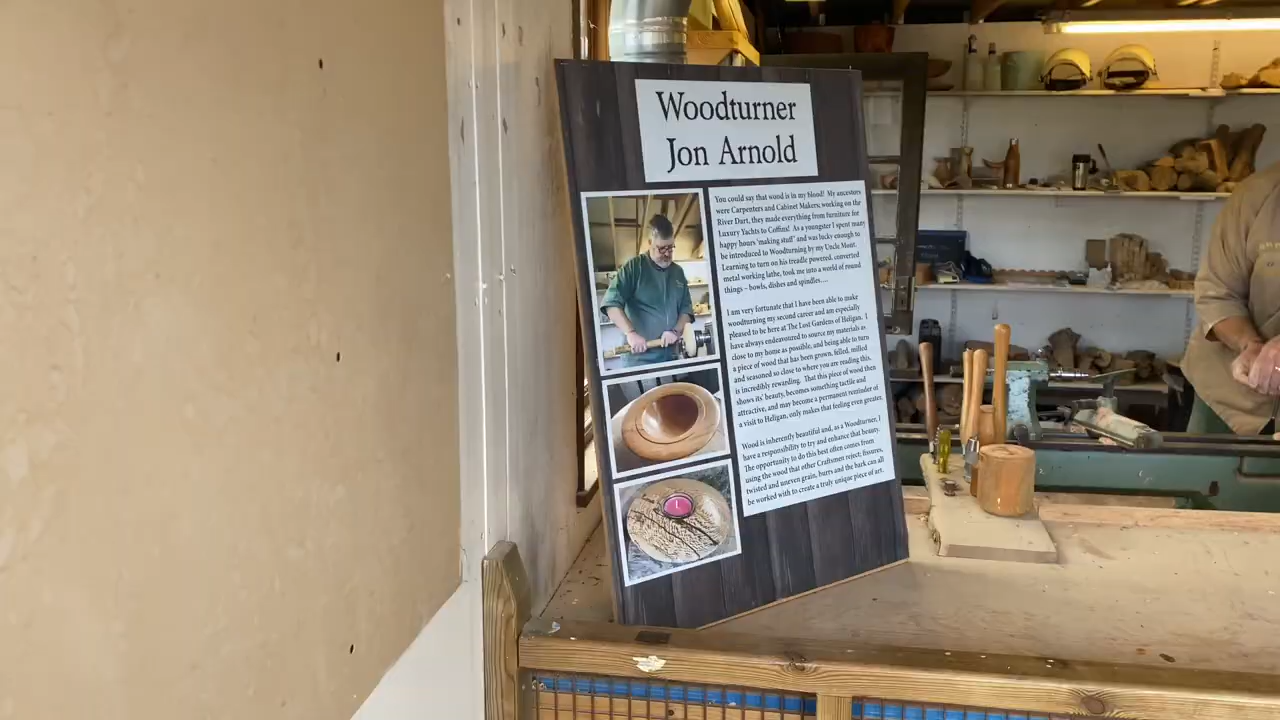 Woodturner
Jon Arnold
You could say that wood is in my blood! My ancestors
were Carpenters and Cabinet Makers; working on the
River Dart, they made everything from furniture for
Luxury Yachts to Coffins! As a youngster I spent many
happy hours 'making stuff' and was lucky enough to
be introduced to Woodturning by my Uncle Mont.
Learning to turn on his treadle powered, converted
metal working lathe, took me into a world of round
things – bowls, dishes and spindles....
I am very fortunate that I have been able to make
woodturning my second career and am especially
pleased to be here at The Lost Gardens of Heligan. I
have always endeavoured to source my materials as
close to my home as possible, and being able to turn
a piece of wood that has been grown, felled, milled
and seasoned so close to where you are reading this,
is incredibly rewarding. That this piece of wood then
shows its' beauty, becomes something tactile and
attractive, and may become a permanent reminder of
a visit to Heligan, only makes that feeling even greater.
Wood is inherently beautiful and, as a Woodturner, I
have a responsibility to try and enhance that beauty.
The opportunity to do this best often comes from
using the wood that other Craftsmen reject; fissures,
twisted and uneven grain, burrs and the bark can all
be worked with to create a truly unique piece of art.